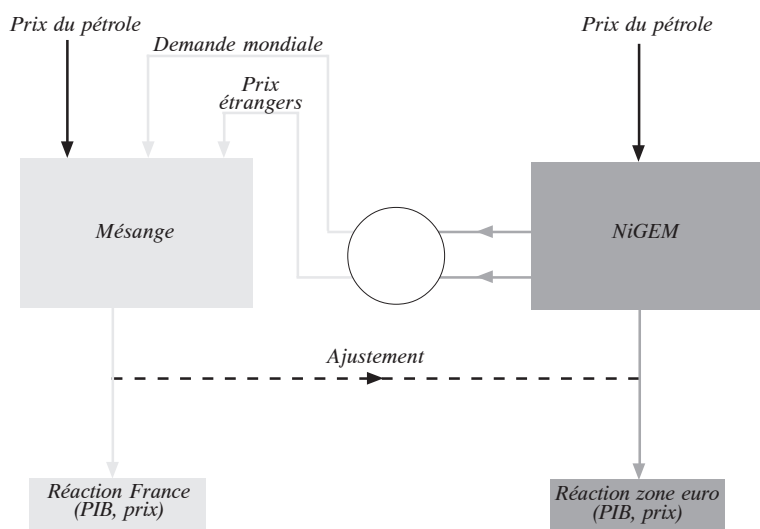 Prix du pétrole
Prix du pétrole
Demande mondiale
Prix
étrangers
Mésange
NiGEM
Ajustement
Réaction France
(PIB, prix)
Réaction zone euro
(PIB, prix)